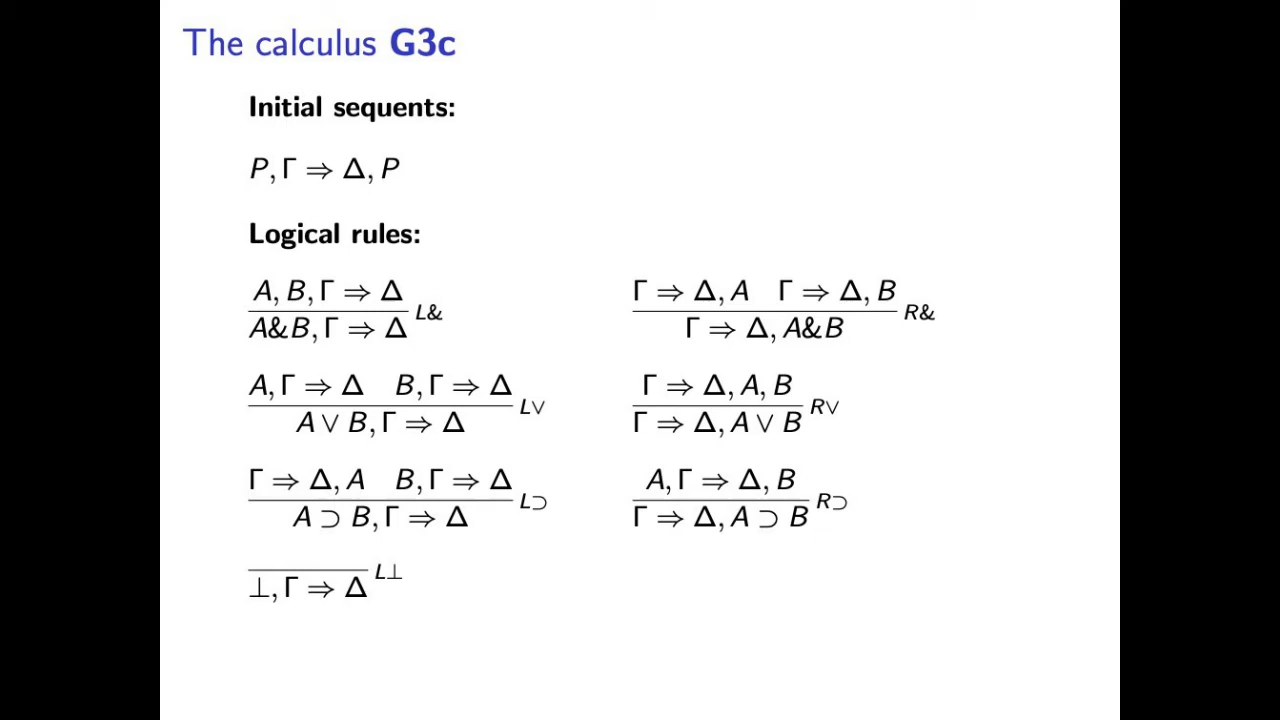 The calculus G3c
Initial sequents:
P, Γ ⇒ Δ, P
Logical rules:
A, B, Γ ⇒ Δ
A&B, Γ ⇒ Δ L&
Γ ⇒ Δ, A Γ ⇒ Δ, B
Γ ⇒ Δ, A&B R&
A, Γ ⇒ Δ B, Γ ⇒ Δ
A ∨ B, Γ ⇒ Δ L∨
Γ ⇒ Δ, A, B
Γ ⇒ Δ, A ∨ B R∨
Γ ⇒ Δ, A B, Γ ⇒ Δ
A ⊃ B, Γ ⇒ Δ L⊃
A, Γ ⇒ Δ, B
Γ ⇒ Δ, A ⊃ B R⊃
⊥, Γ ⇒ Δ L⊥